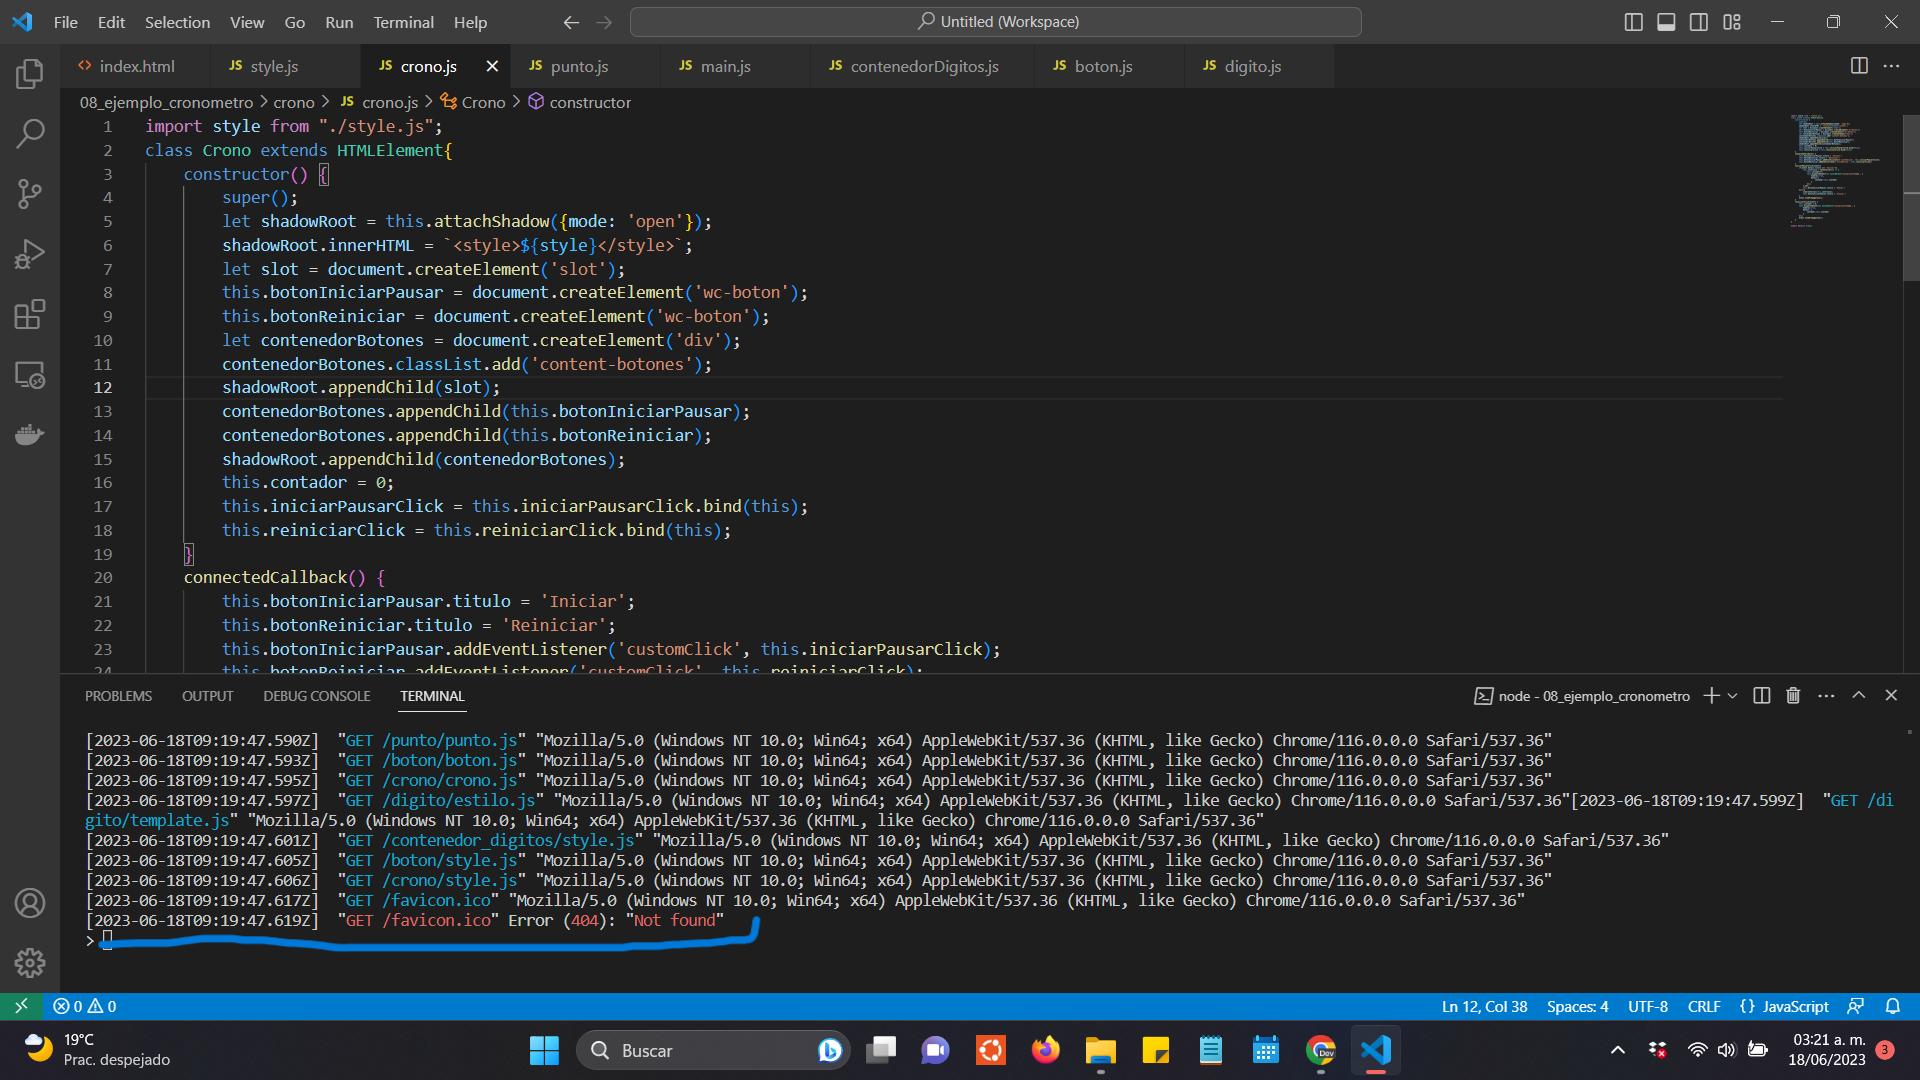 File Edit Selection View Go Run Terminal Help
Untitled (Workspace)
index.html
JS style.js
JS crono.js
JS punto.js
JS main.js
JS contenedorDigitos.js
JS boton.js
JS digito.js
08_ejemplo_cronometro > crono > JS crono.js > Crono > constructor
1 import style from "./style.js";
2 class Crono extends HTMLElement{
3 constructor() {
4 super();
5 let shadowRoot = this.attachShadow({mode: 'open'});
6 shadowRoot.innerHTML = `<style>${style}</style>`;
7 let slot = document.createElement('slot');
8 this.botonIniciarPausar = document.createElement('wc-boton');
9 this.botonReiniciar = document.createElement('wc-boton');
10 let contenedorBotones = document.createElement('div');
11 contenedorBotones.classList.add('content-botones');
12 shadowRoot.appendChild(slot);
13 contenedorBotones.appendChild(this.botonIniciarPausar);
14 contenedorBotones.appendChild(this.botonReiniciar);
15 shadowRoot.appendChild(contenedorBotones);
16 this.contador = 0;
17 this.iniciarPausarClick = this.iniciarPausarClick.bind(this);
18 this.reiniciarClick = this.reiniciarClick.bind(this);
19 }
20 connectedCallback() {
21 this.botonIniciarPausar.titulo = 'Iniciar';
22 this.botonReiniciar.titulo = 'Reiniciar';
23 this.botonIniciarPausar.addEventListener('customClick', this.iniciarPausarClick);
24 this.botonReiniciar.addEventListener('customClick', this.reiniciarClick);
PROBLEMS OUTPUT DEBUG CONSOLE TERMINAL
node - 08_ejemplo_cronometro
[2023-06-18T09:19:47.590Z] "GET /punto/punto.js" "Mozilla/5.0 (Windows NT 10.0; Win64; x64) AppleWebKit/537.36 (KHTML, like Gecko) Chrome/116.0.0.0 Safari/537.36"
[2023-06-18T09:19:47.593Z] "GET /boton/boton.js" "Mozilla/5.0 (Windows NT 10.0; Win64; x64) AppleWebKit/537.36 (KHTML, like Gecko) Chrome/116.0.0.0 Safari/537.36"
[2023-06-18T09:19:47.595Z] "GET /crono/crono.js" "Mozilla/5.0 (Windows NT 10.0; Win64; x64) AppleWebKit/537.36 (KHTML, like Gecko) Chrome/116.0.0.0 Safari/537.36"
[2023-06-18T09:19:47.597Z] "GET /digito/estilo.js" "Mozilla/5.0 (Windows NT 10.0; Win64; x64) AppleWebKit/537.36 (KHTML, like Gecko) Chrome/116.0.0.0 Safari/537.36"[2023-06-18T09:19:47.599Z] "GET /di
gito/template.js" "Mozilla/5.0 (Windows NT 10.0; Win64; x64) AppleWebKit/537.36 (KHTML, like Gecko) Chrome/116.0.0.0 Safari/537.36"
[2023-06-18T09:19:47.601Z] "GET /contenedor_digitos/style.js" "Mozilla/5.0 (Windows NT 10.0; Win64; x64) AppleWebKit/537.36 (KHTML, like Gecko) Chrome/116.0.0.0 Safari/537.36"
[2023-06-18T09:19:47.605Z] "GET /boton/style.js" "Mozilla/5.0 (Windows NT 10.0; Win64; x64) AppleWebKit/537.36 (KHTML, like Gecko) Chrome/116.0.0.0 Safari/537.36"
[2023-06-18T09:19:47.606Z] "GET /crono/style.js" "Mozilla/5.0 (Windows NT 10.0; Win64; x64) AppleWebKit/537.36 (KHTML, like Gecko) Chrome/116.0.0.0 Safari/537.36"
[2023-06-18T09:19:47.617Z] "GET /favicon.ico" "Mozilla/5.0 (Windows NT 10.0; Win64; x64) AppleWebKit/537.36 (KHTML, like Gecko) Chrome/116.0.0.0 Safari/537.36"
[2023-06-18T09:19:47.619Z] "GET /favicon.ico" Error (404): "Not found"
>
0 0
Ln 12, Col 38 Spaces: 4 UTF-8 CRLF {} JavaScript
19°C
Prac. despejado
Buscar
Dev
03:21 a. m.
18/06/2023
3